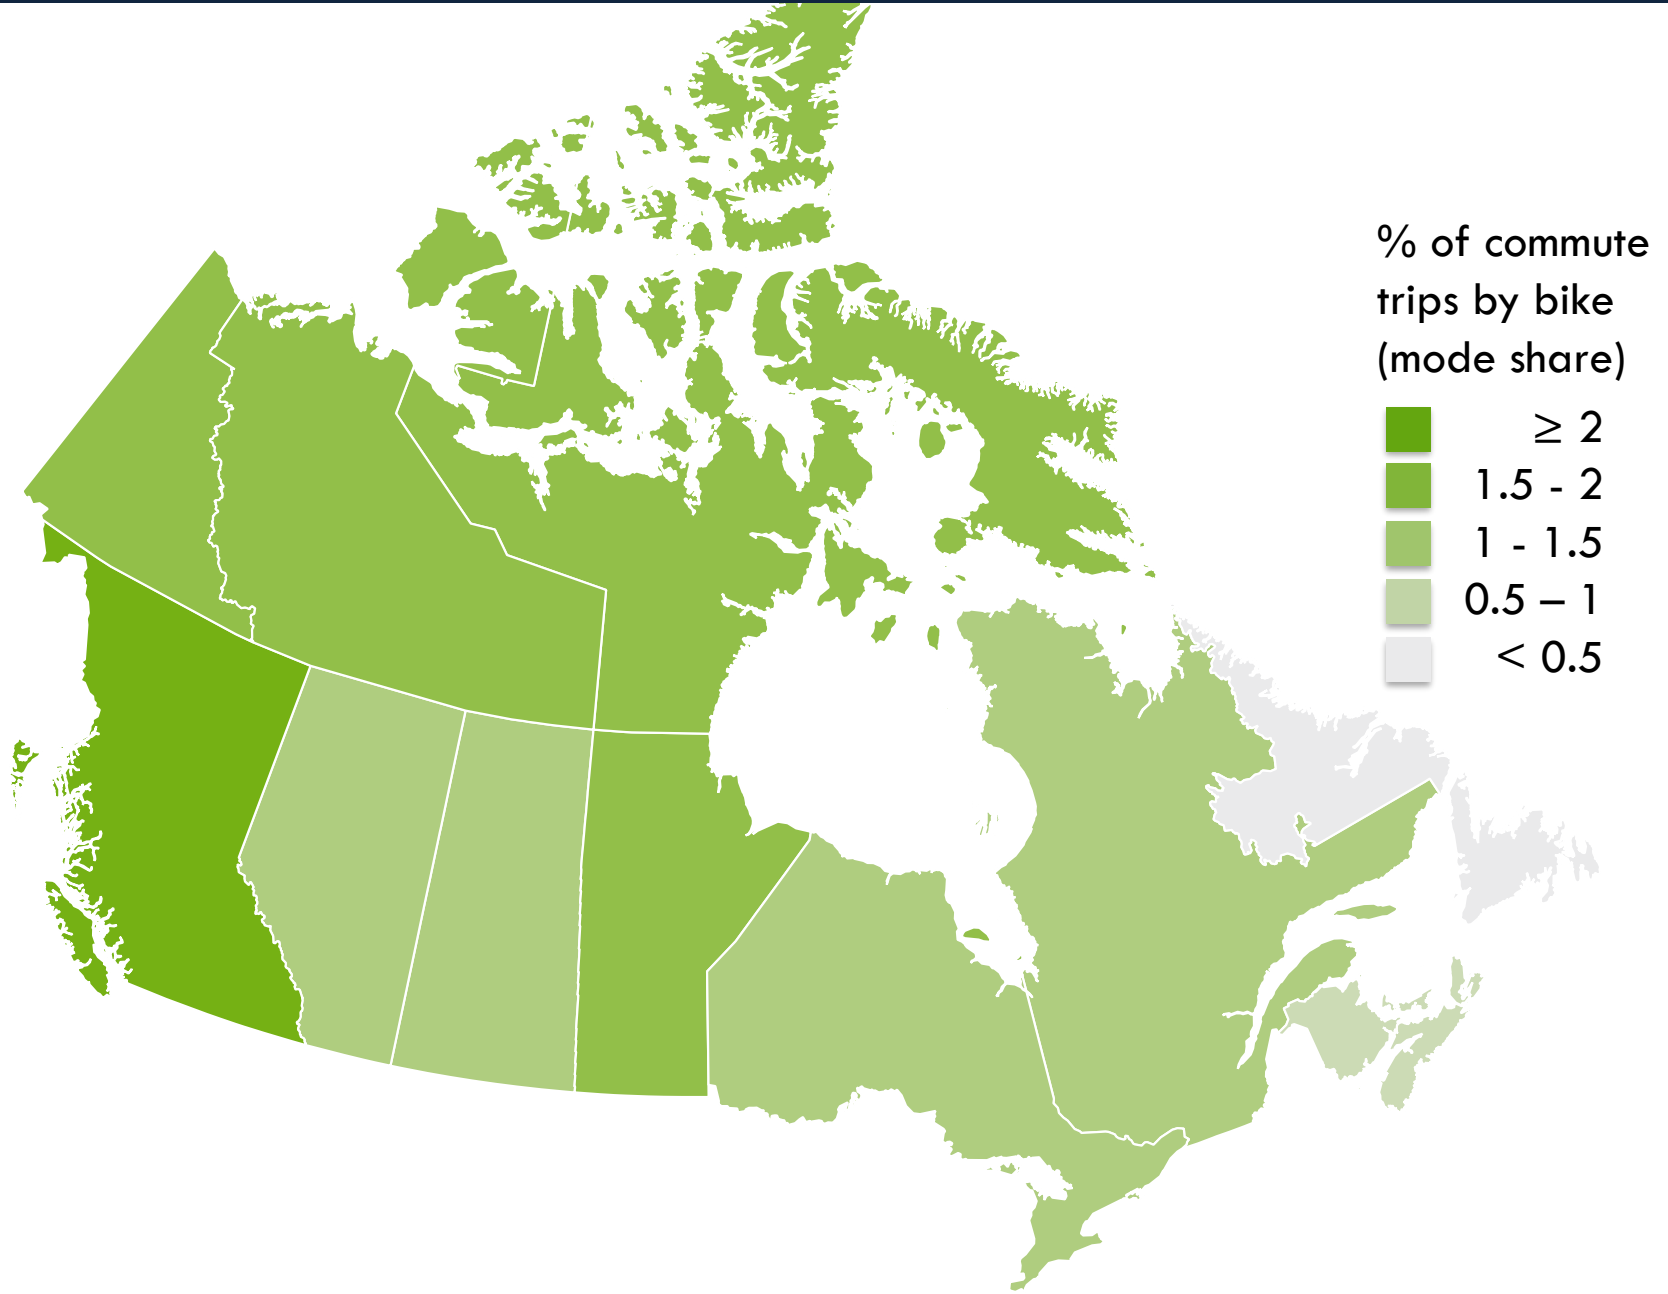 % of commute
trips by bike
(mode share)
≥ 2
1.5 - 2
1 - 1.5
0.5 – 1
< 0.5